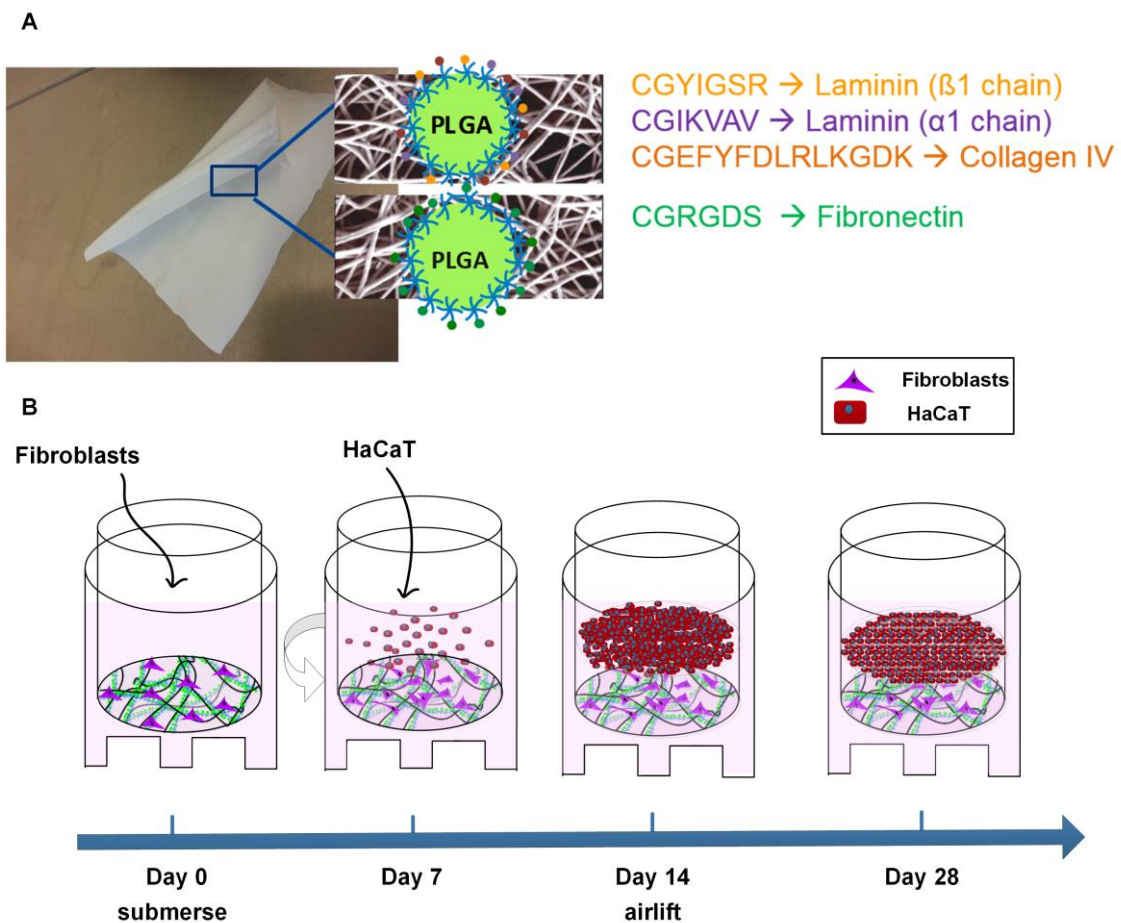 A
PLGA
PLGA
CGYIGSR → Laminin (ß1 chain)
CGIKVAV → Laminin (α1 chain)
CGEFYFDLRLKGDK → Collagen IV
CGRGDS → Fibronectin
B
Fibroblasts
HaCaT
Fibroblasts
HaCaT
Day 0
submerse
Day 7
Day 14
airlift
Day 28